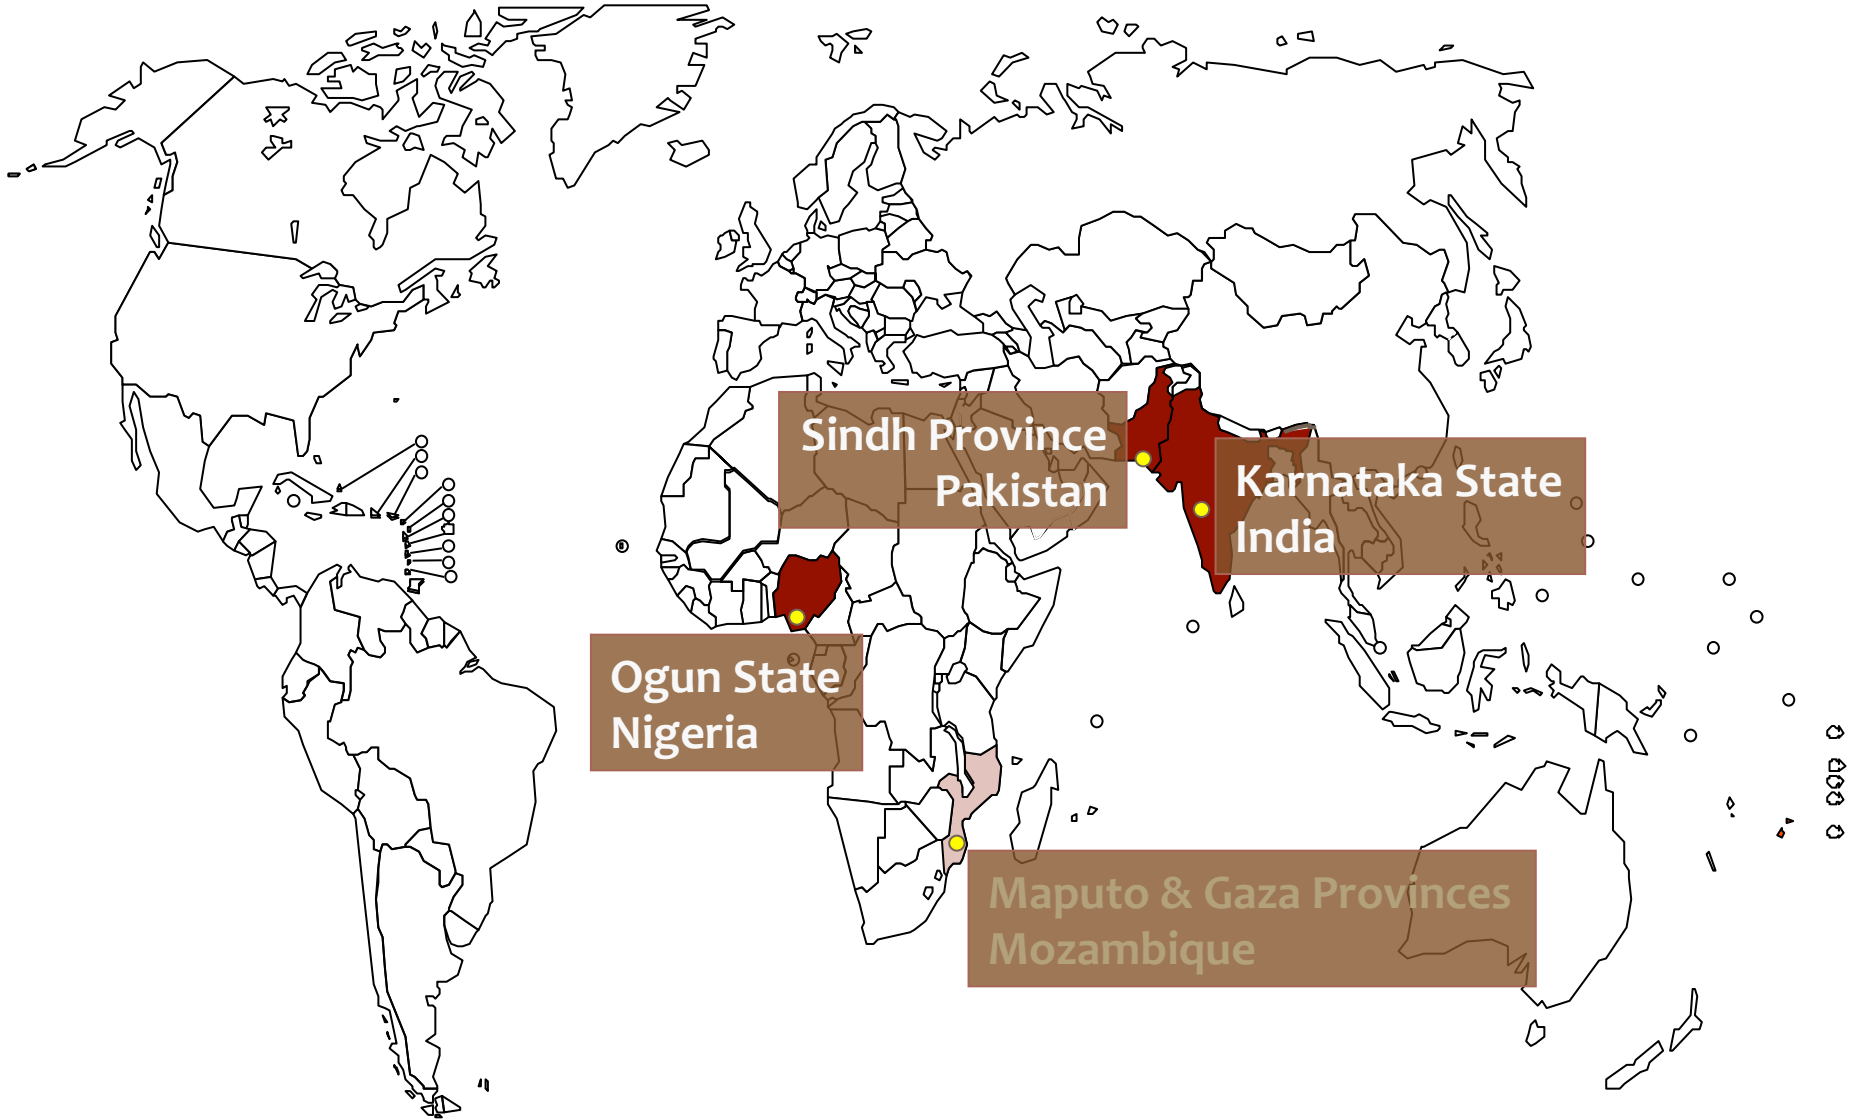 Sindh Province
Pakistan
Karnataka State
India
Ogun State
Nigeria
Maputo & Gaza Provinces
Mozambique